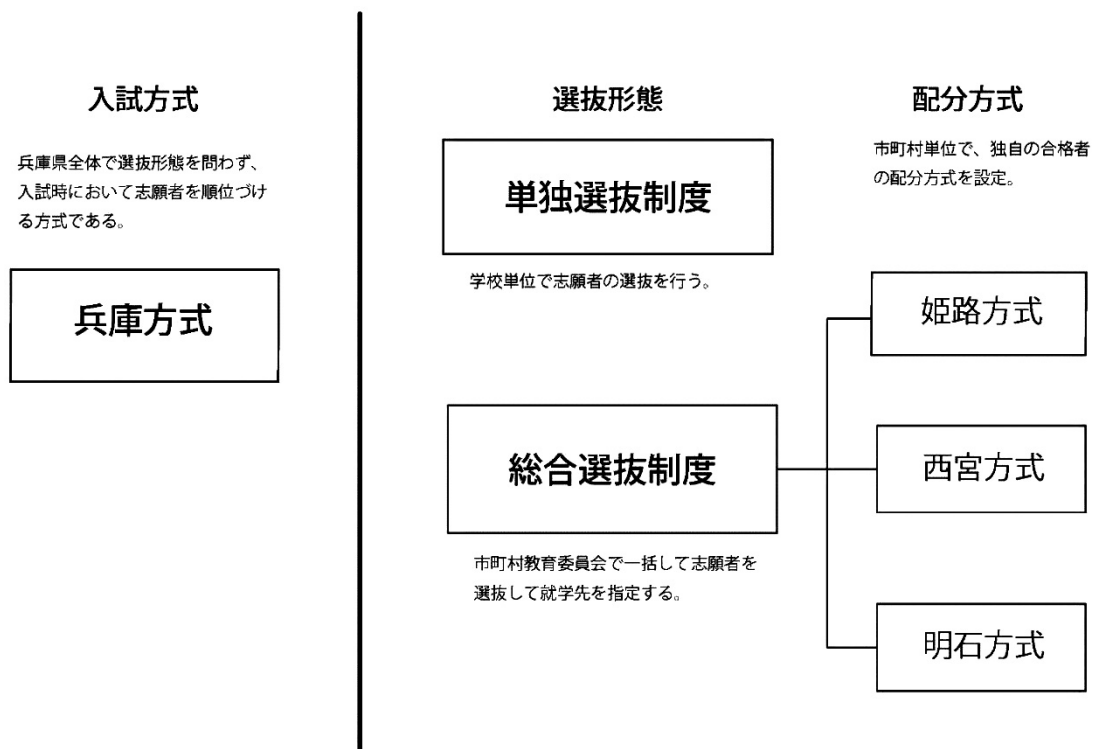 入試方式
兵庫県全体で選抜形態を問わず、
入試時において志願者を順位づけ
る方式である。
兵庫方式
選抜形態
単独選抜制度
学校単位で志願者の選抜を行う。
総合選抜制度
市町村教育委員会で一括して志願者を
選抜して就学先を指定する。
配分方式
市町村単位で、独自の合格者
の配分方式を設定。
姫路方式
西宮方式
明石方式